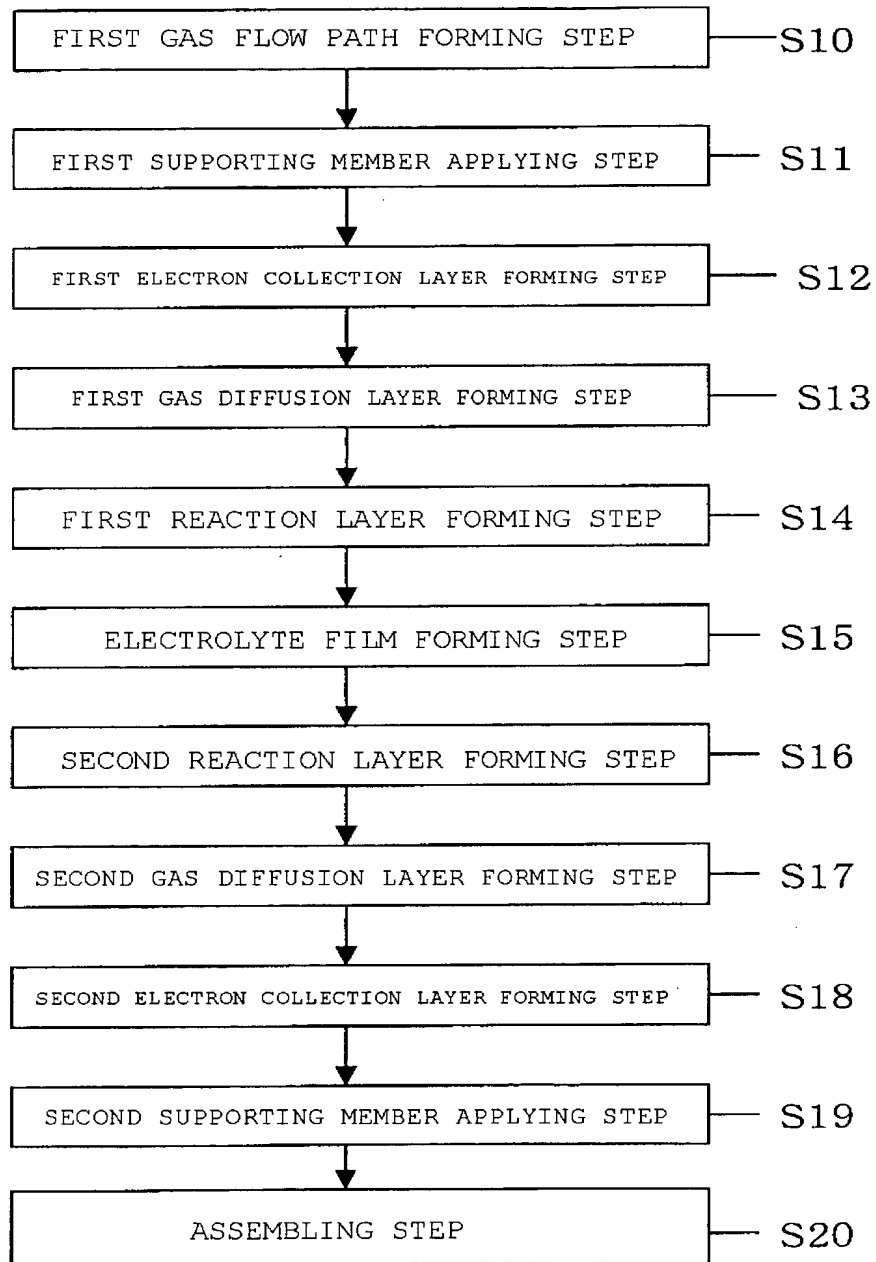 FIRST GAS FLOW PATH FORMING STEP S10
FIRST SUPPORTING MEMBER APPLYING STEP S11
FIRST ELECTRON COLLECTION LAYER FORMING STEP S12
FIRST GAS DIFFUSION LAYER FORMING STEP S13
FIRST REACTION LAYER FORMING STEP S14
ELECTROLYTE FILM FORMING STEP S15
SECOND REACTION LAYER FORMING STEP S16
SECOND GAS DIFFUSION LAYER FORMING STEP S17
SECOND ELECTRON COLLECTION LAYER FORMING STEP S18
SECOND SUPPORTING MEMBER APPLYING STEP S19
ASSEMBLING STEP S20